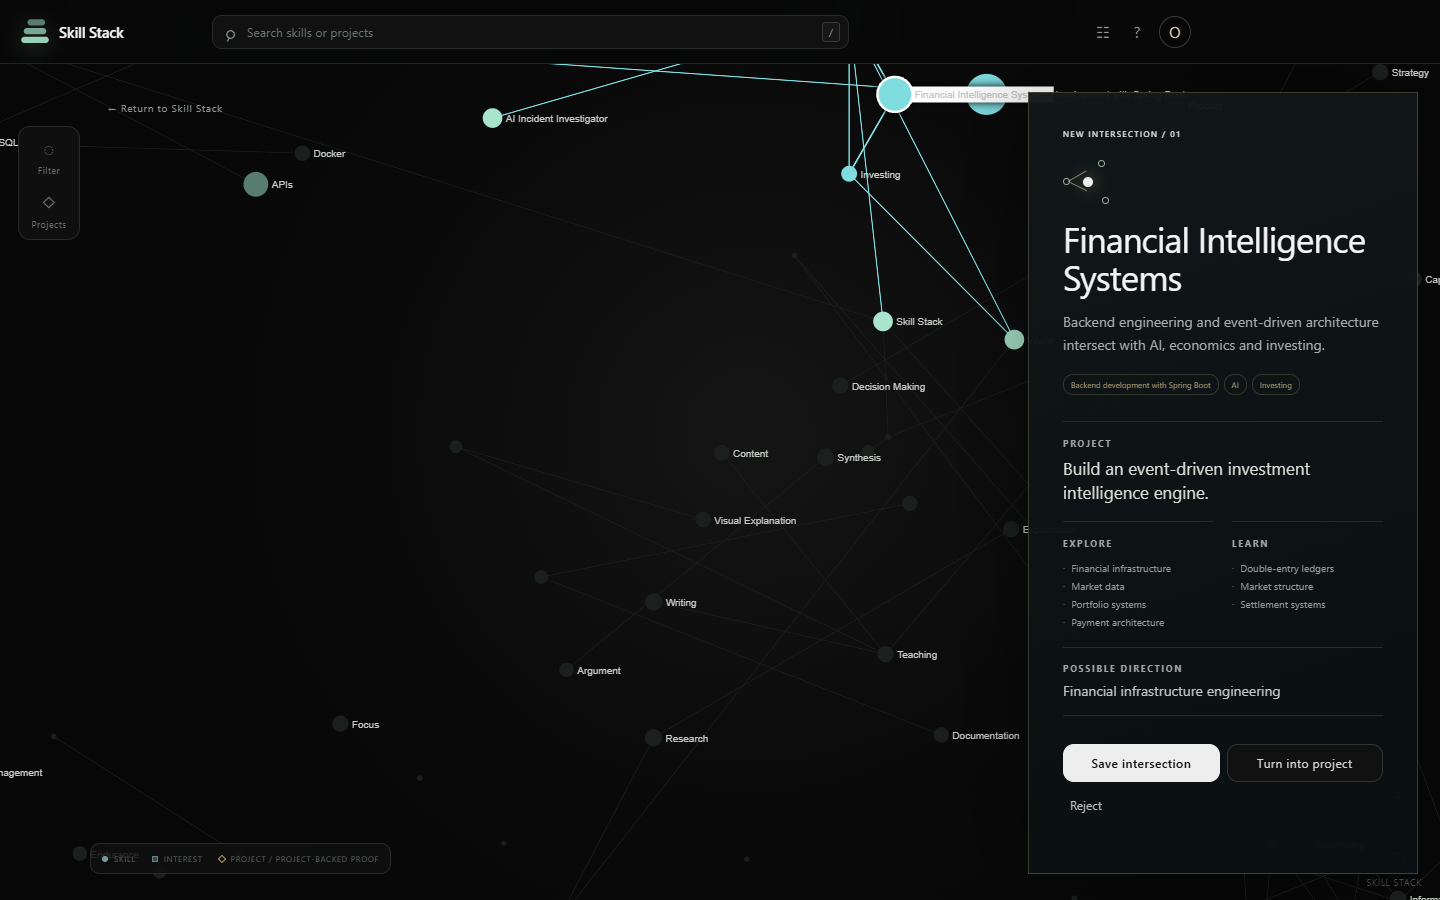 Skill Stack
Search skills or projects
/
?
O
Strategy
← Return to Skill Stack
Financial Intelligence Sys
AI Incident Investigator
SQL
Docker
APIs
Filter
Projects
Investing
Skill Stack
Decision Making
Content
Synthesis
Visual Explanation
Writing
Teaching
Argument
Focus
Research
Documentation
nagement
Endurance
SKILL
INTEREST
PROJECT / PROJECT-BACKED PROOF
NEW INTERSECTION / 01
Financial Intelligence
Systems
Backend engineering and event-driven architecture
intersect with AI, economics and investing.
Backend development with Spring Boot
AI
Investing
PROJECT
Build an event-driven investment
intelligence engine.
EXPLORE
· Financial infrastructure
· Market data
· Portfolio systems
· Payment architecture
LEARN
· Double-entry ledgers
· Market structure
· Settlement systems
POSSIBLE DIRECTION
Financial infrastructure engineering
Save intersection
Turn into project
Reject
Cap
SKILL STACK
Inform